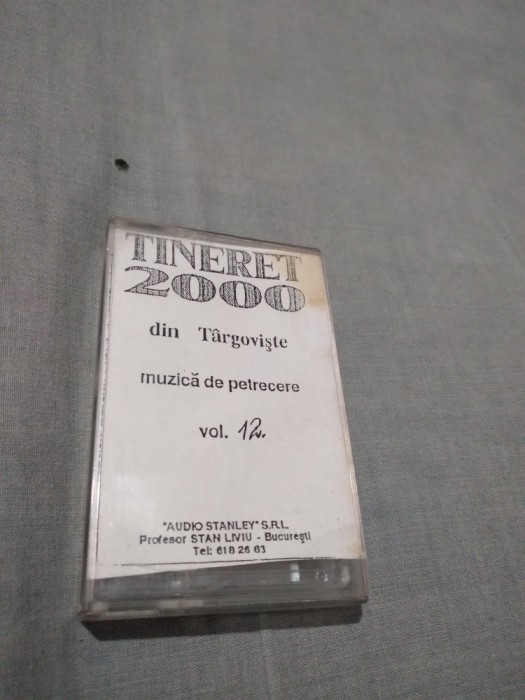 TINERET
2000
din Târgoviște
muzică de petrecere
vol. 12.
"AUDIO STANLEY" S.R.L.
Profesor STAN LIVIU - București
Tel: 618 26 63